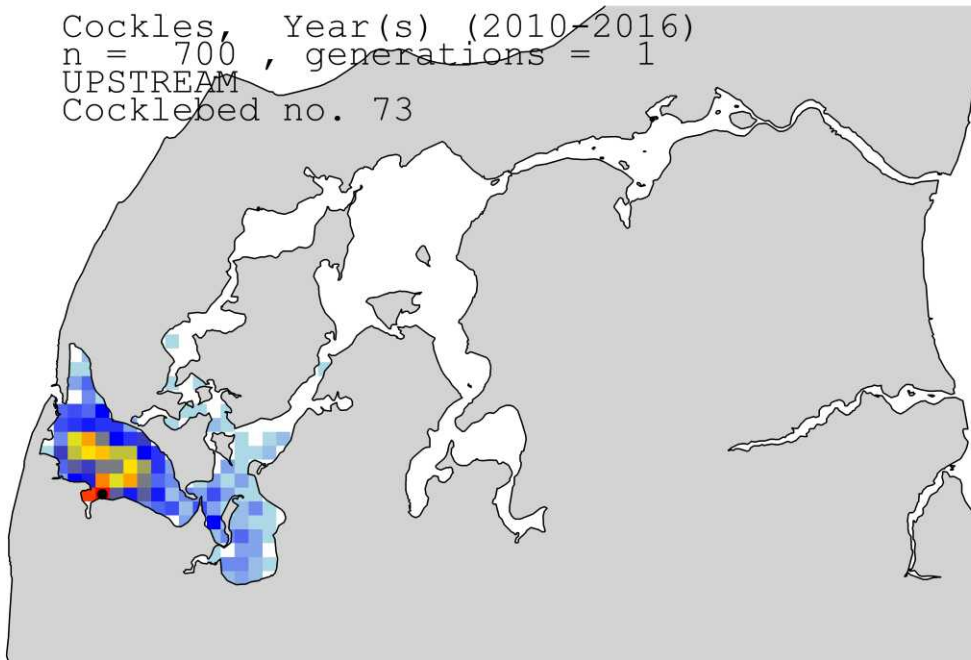 Cockles, Year(s) (2010-2016)
n = 700 , generations = 1
UPSTREAM
Cocklebed no. 73